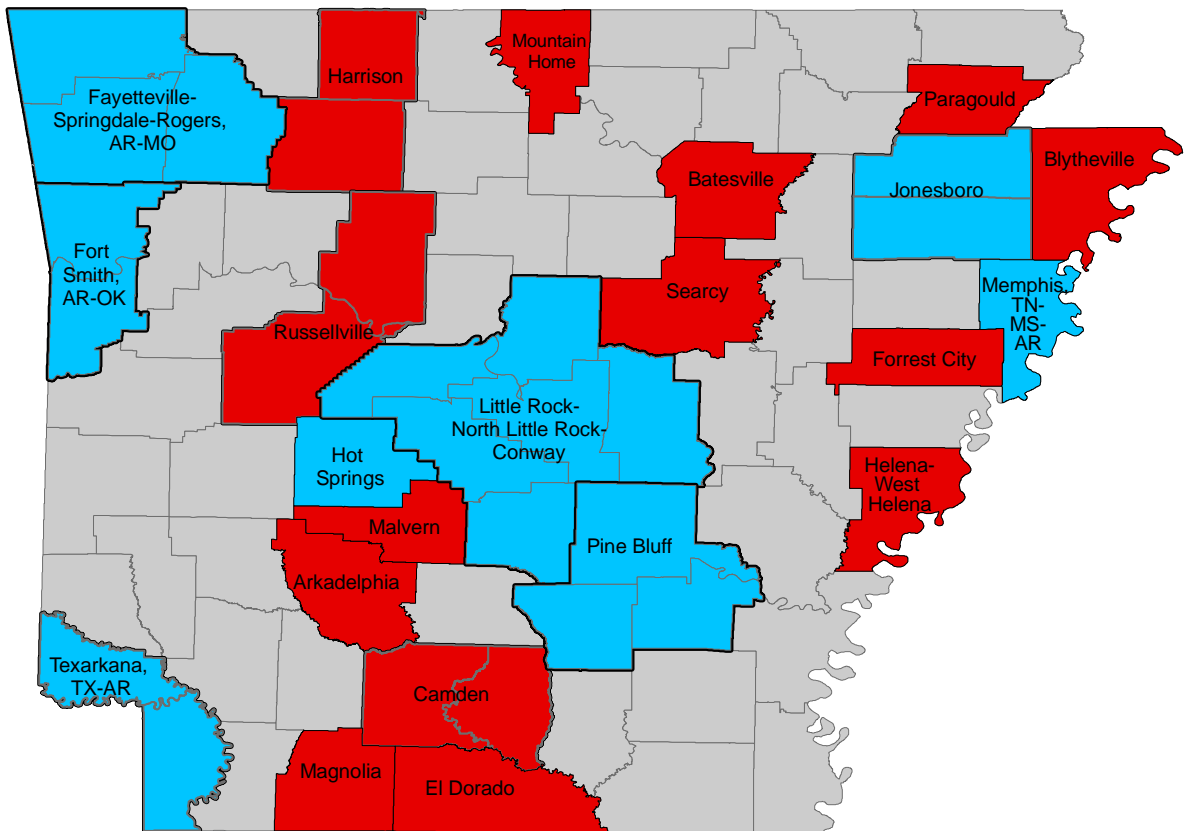 Mountain
Home
Harrison
Fayetteville-
Springdale-Rogers,
AR-MO
Paragould
Blytheville
Batesville
Jonesboro
Fort
Smith,
AR-OK
Searcy
Memphis,
TN-
MS-
AR
Russellville
Forrest City
Little Rock-
North Little Rock-
Conway
Hot
Springs
Helena-
West
Helena
Malvern
Pine Bluff
Arkadelphia
Texarkana,
TX-AR
Camden
Magnolia
El Dorado